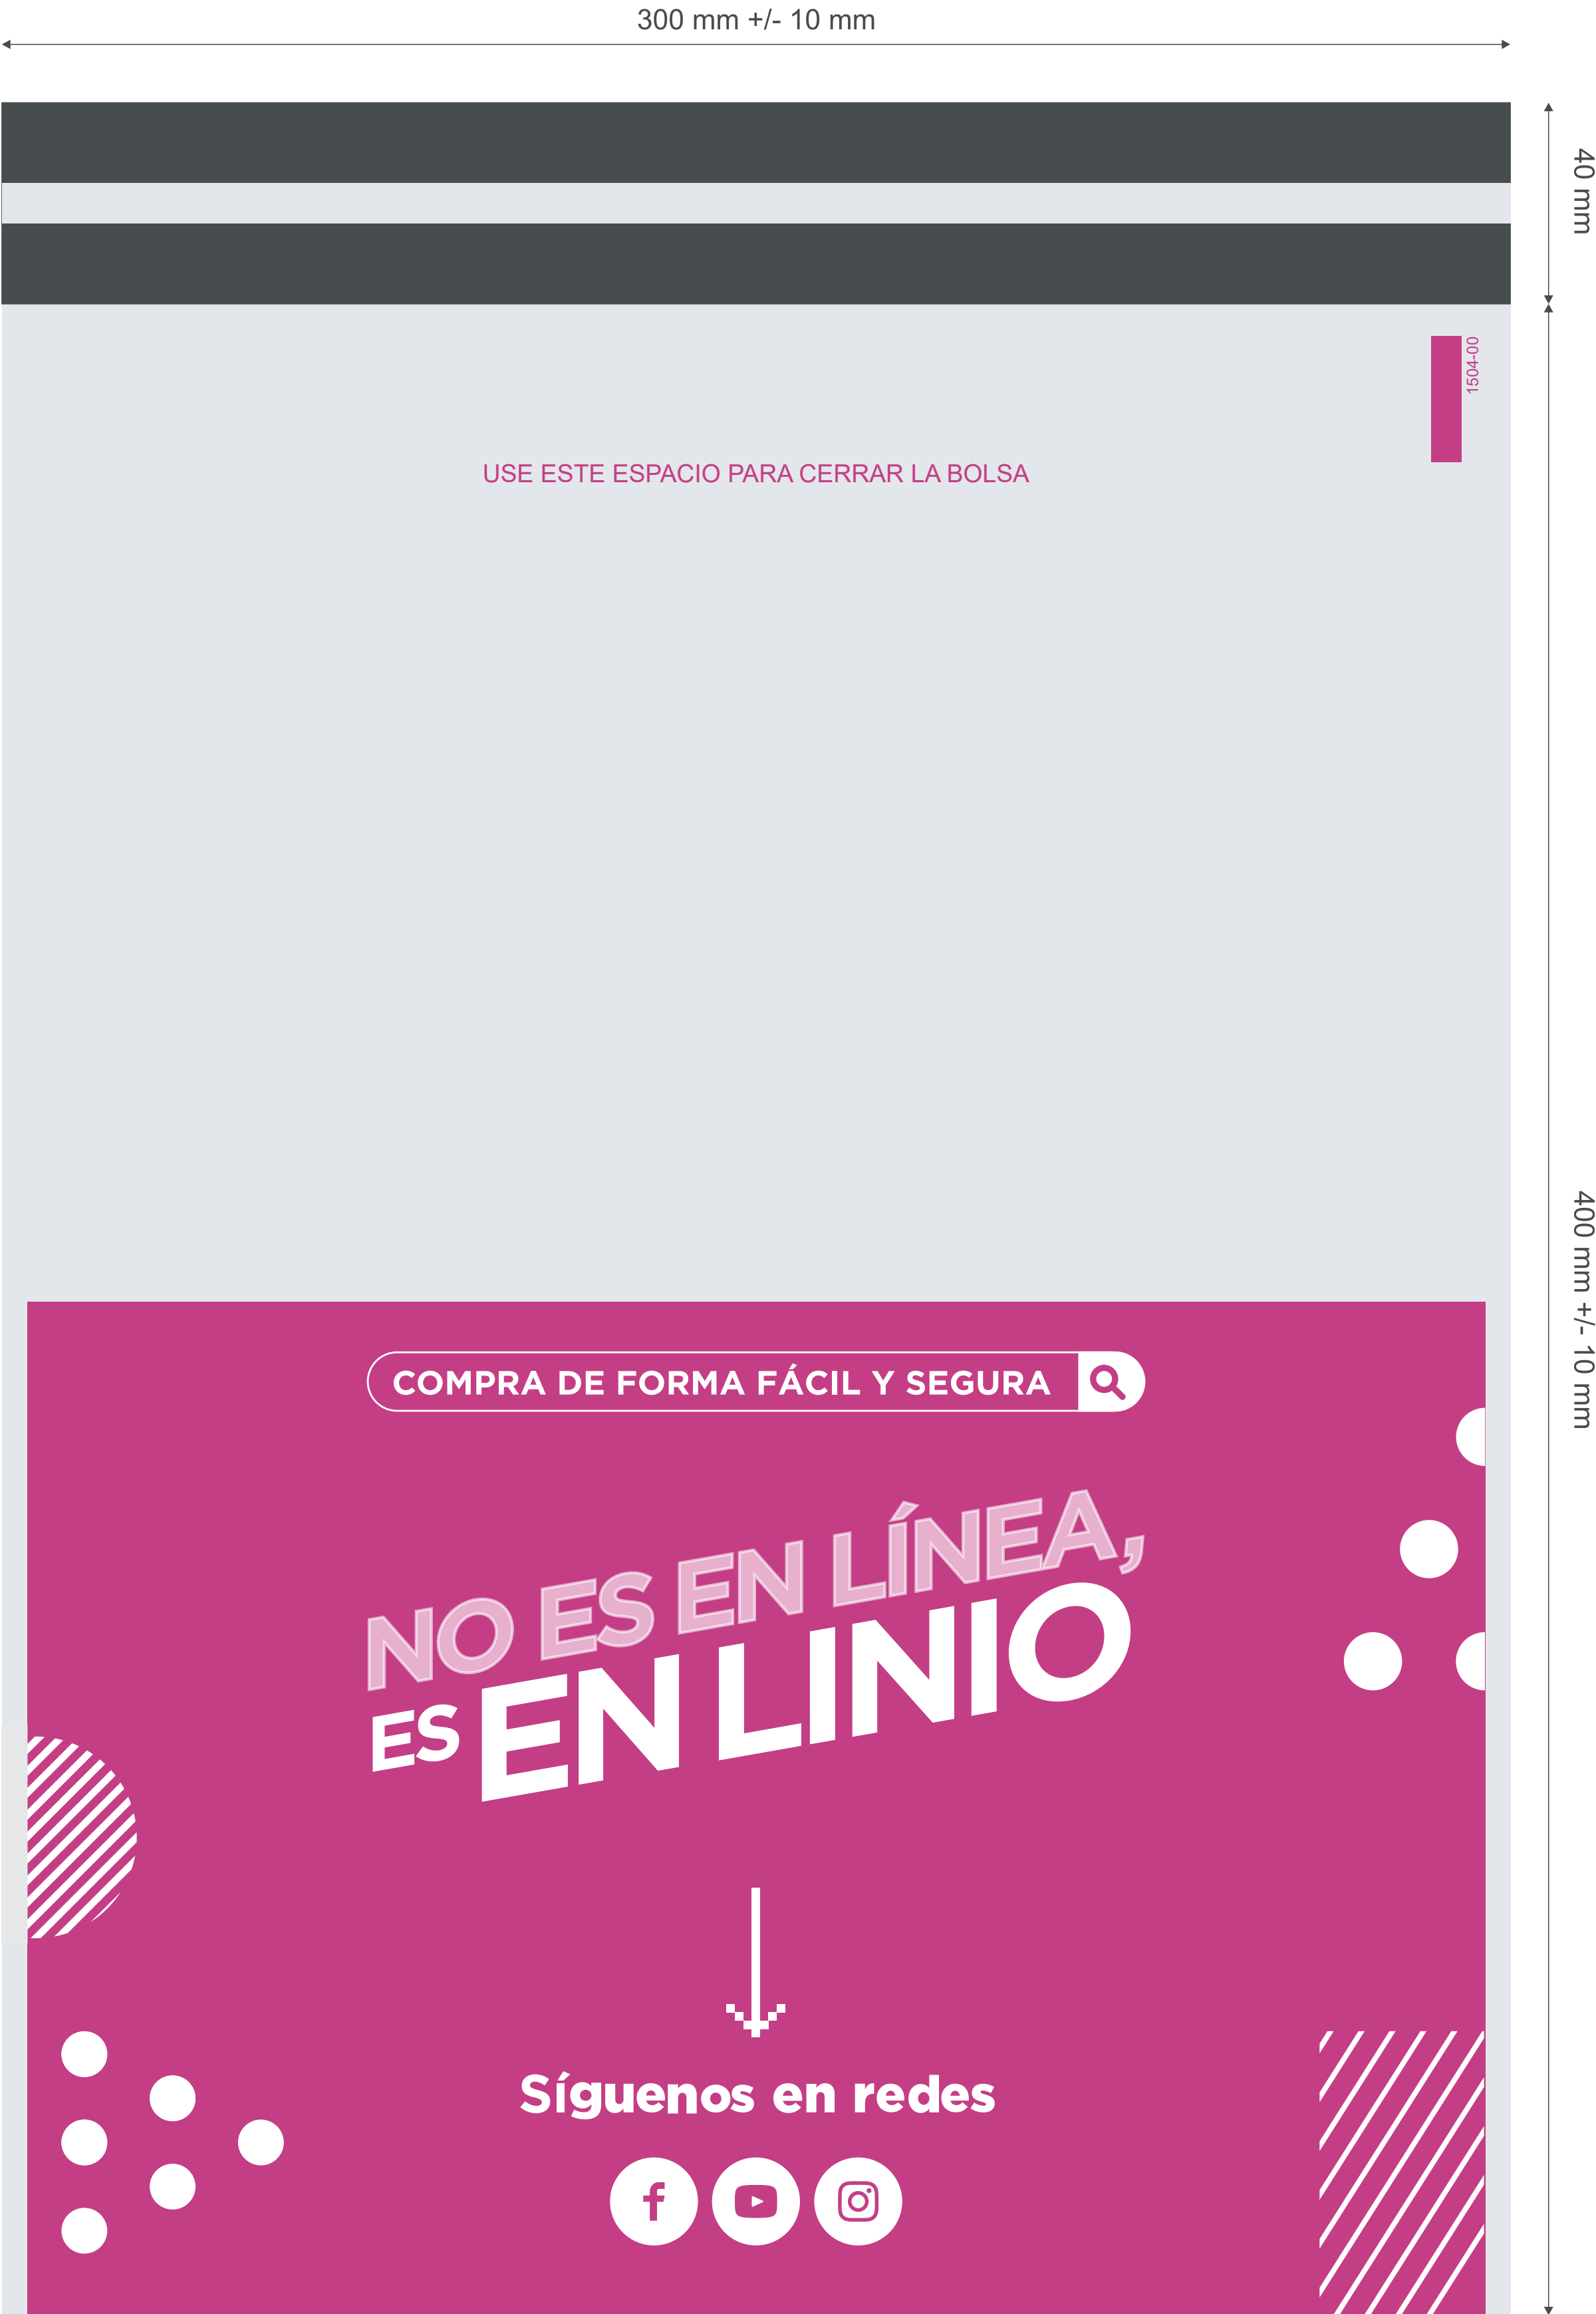 300 mm +/- 10 mm
40 mm
1504-00
USE ESTE ESPACIO PARA CERRAR LA BOLSA
400 mm +/- 10 mm
COMPRA DE FORMA FÁCIL Y SEGURA
NO ES EN LÍNEA,
ES EN LINIO
Síguenos en redes